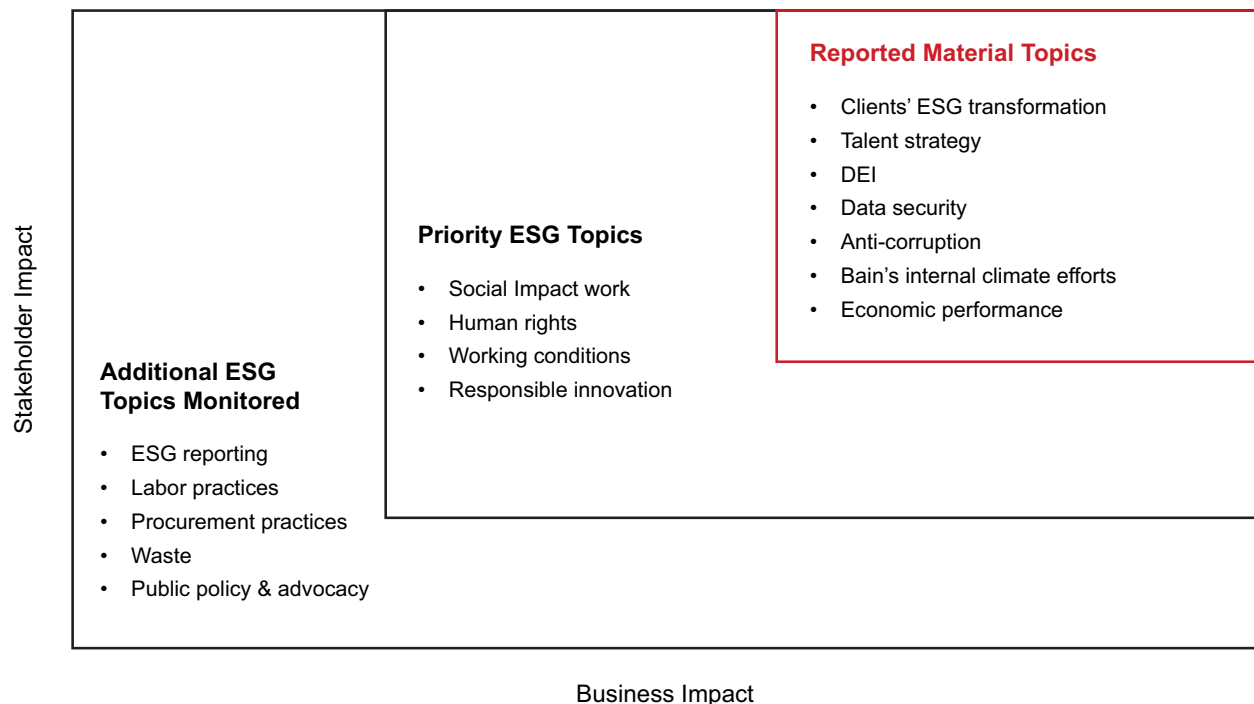 Stakeholder Impact
Additional ESG
Topics Monitored
• ESG reporting
• Labor practices
• Procurement practices
• Waste
• Public policy & advocacy
Priority ESG Topics
• Social Impact work
• Human rights
• Working conditions
• Responsible innovation
Reported Material Topics
• Clients’ ESG transformation
• Talent strategy
• DEI
• Data security
• Anti-corruption
• Bain’s internal climate efforts
• Economic performance
Business Impact